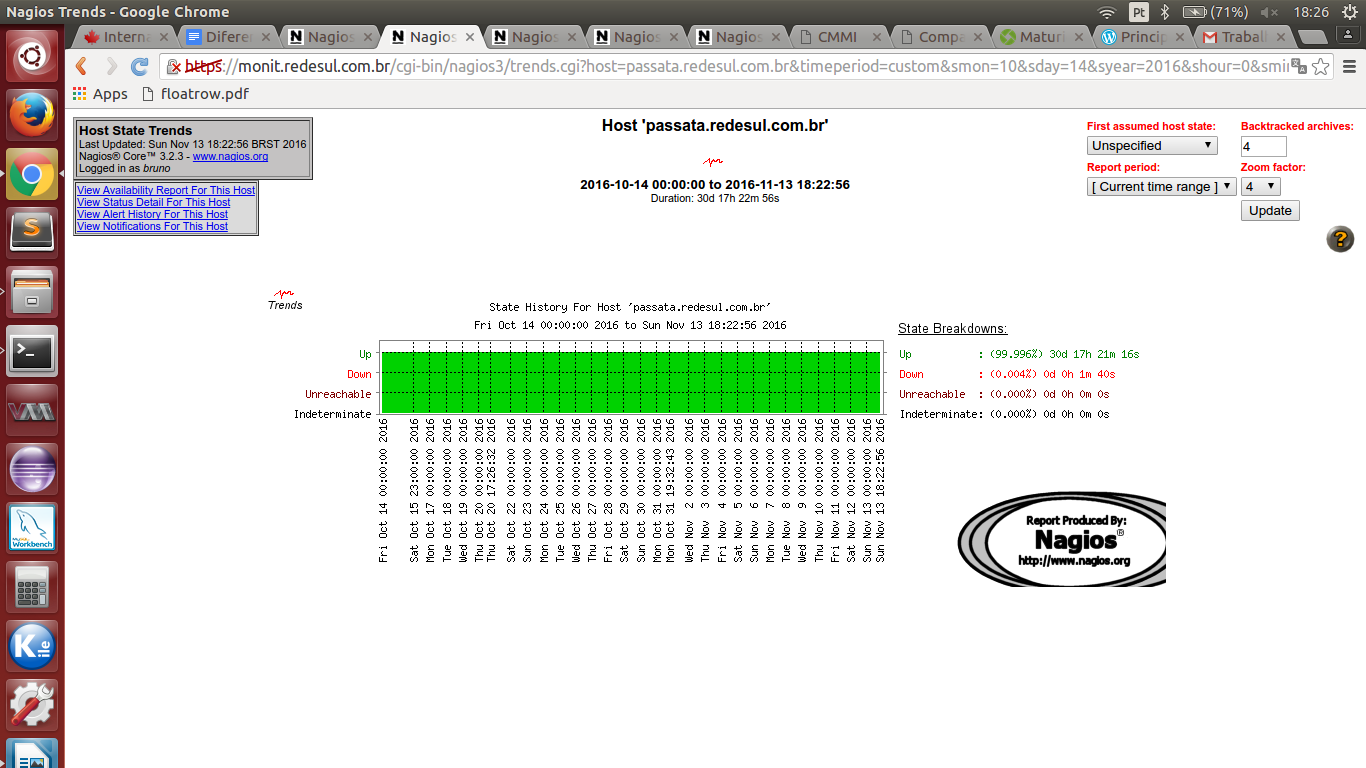 Nagios Trends - Google Chrome
Pt
(71%)
18:26
Interna
Diferen
Nagios
Nagios
Nagios
Nagios
Nagios
CMMI
Compa
Maturi
Princip
Trabal
https://monit.redesul.com.br/cgi-bin/nagios3/trends.cgi?host=passata.redesul.com.br&timeperiod=custom&smon=10&sday=14&syear=2016&shour=0&smin
Apps
floatrow.pdf
Host State Trends
Last Updated: Sun Nov 13 18:22:56 BRST 2016
Nagios® Core™ 3.2.3 - www.nagios.org
Logged in as bruno
View Availability Report For This Host
View Status Detail For This Host
View Alert History For This Host
View Notifications For This Host
Host 'passata.redesul.com.br'
2016-10-14 00:00:00 to 2016-11-13 18:22:56
Duration: 30d 17h 22m 56s
First assumed host state:
Backtracked archives:
Unspecified
4
Report period:
Zoom factor:
[ Current time range ]
4
Update
?
Trends
State History For Host 'passata.redesul.com.br'
Fri Oct 14 00:00:00 2016 to Sun Nov 13 18:22:56 2016
Up
Down
Unreachable
Indeterminate
State Breakdowns:
Up : (99.996%) 30d 17h 21m 16s
Down : (0.004%) 0d 0h 1m 40s
Unreachable : (0.000%) 0d 0h 0m 0s
Indeterminate: (0.000%) 0d 0h 0m 0s
Fri Oct 14 00:00:00 2016
Sat Oct 15 23:00:00 2016
Mon Oct 17 00:00:00 2016
Tue Oct 18 00:00:00 2016
Wed Oct 19 00:00:00 2016
Thu Oct 20 00:00:00 2016
Thu Oct 20 17:26:32 2016
Sat Oct 22 00:00:00 2016
Sun Oct 23 00:00:00 2016
Mon Oct 24 00:00:00 2016
Tue Oct 25 00:00:00 2016
Wed Oct 26 00:00:00 2016
Thu Oct 27 00:00:00 2016
Fri Oct 28 00:00:00 2016
Sat Oct 29 00:00:00 2016
Sun Oct 30 00:00:00 2016
Mon Oct 31 00:00:00 2016
Mon Oct 31 19:32:43 2016
Wed Nov 2 00:00:00 2016
Thu Nov 3 00:00:00 2016
Fri Nov 4 00:00:00 2016
Sat Nov 5 00:00:00 2016
Sun Nov 6 00:00:00 2016
Mon Nov 7 00:00:00 2016
Tue Nov 8 00:00:00 2016
Wed Nov 9 00:00:00 2016
Thu Nov 10 00:00:00 2016
Fri Nov 11 00:00:00 2016
Sat Nov 12 00:00:00 2016
Sun Nov 13 00:00:00 2016
Sun Nov 13 18:22:56 2016
Report Produced By:
Nagios®
http://www.nagios.org
MySQL
Workbench
Kile